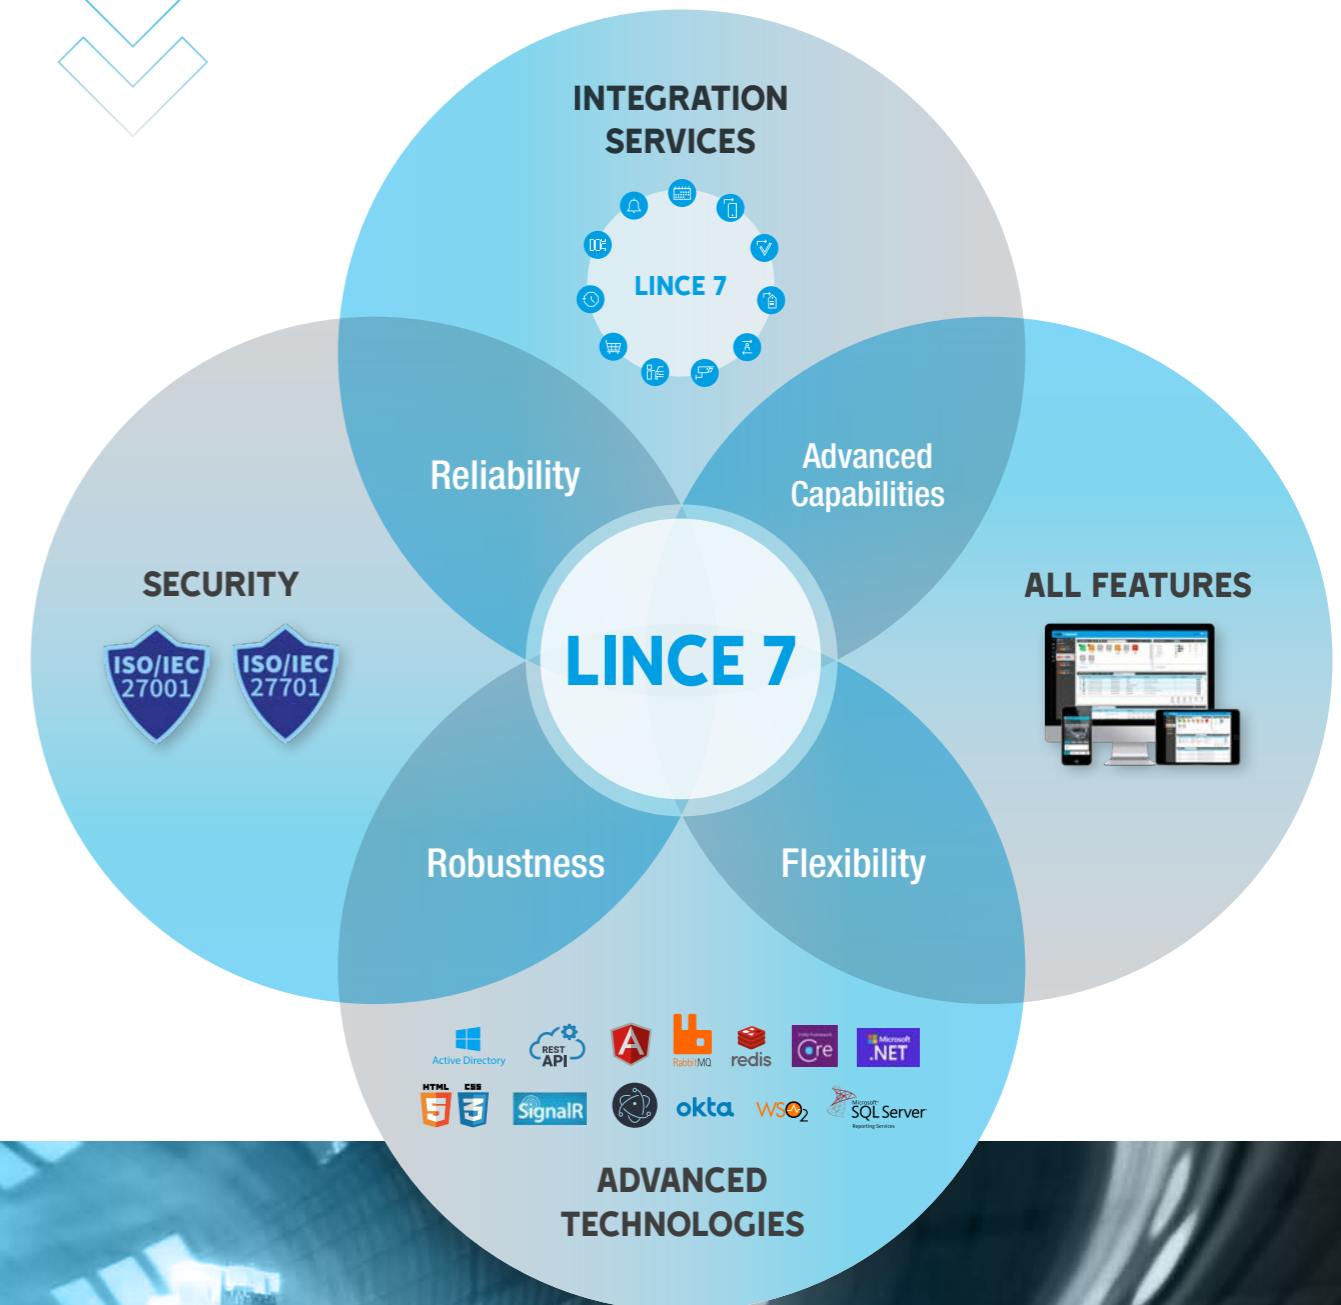 INTEGRATION
SERVICES
LINCE 7
Reliability
Advanced
Capabilities
SECURITY
ISO/IEC
27001
ISO/IEC
27701
ALL FEATURES
LINCE 7
Robustness
Flexibility
Active Directory
REST
API
RabbitMQ
redis
Core
Microsoft
.NET
HTML
5
CSS
3
SignalR
okta
WSO2
Microsoft
SQL Server
Reporting Services
ADVANCED
TECHNOLOGIES